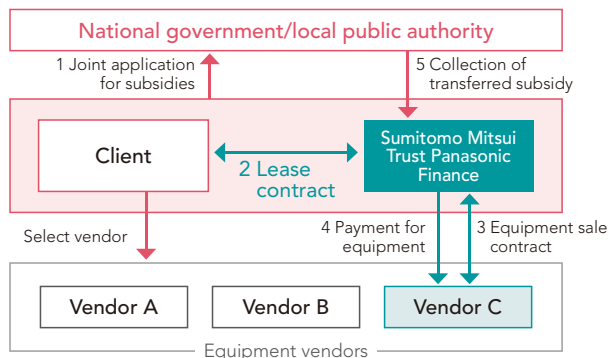 National government/local public authority
1 Joint application
for subsidies
5 Collection of
transferred subsidy
Client
2 Lease
contract
Sumitomo Mitsui
Trust Panasonic
Finance
Select vendor
4 Payment for
equipment
3 Equipment sale
contract
Vendor A
Vendor B
Vendor C
Equipment vendors